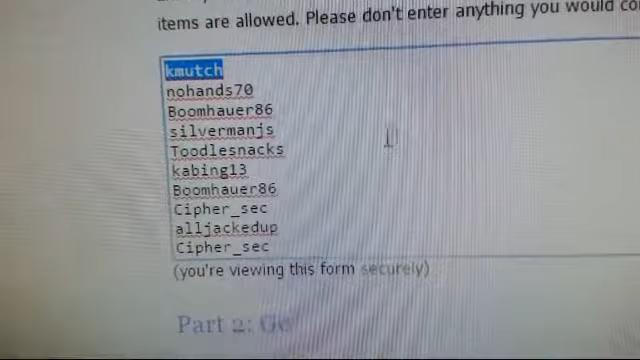 items are allowed. Please don't enter anything you would
kmutch
nohands70
Boomhauer86
silvermanjs
Toodlesnacks
kabing13
Boomhauer86
Cipher_sec
alljackedup
Cipher_sec
(you're viewing this form securely)
Part 2: